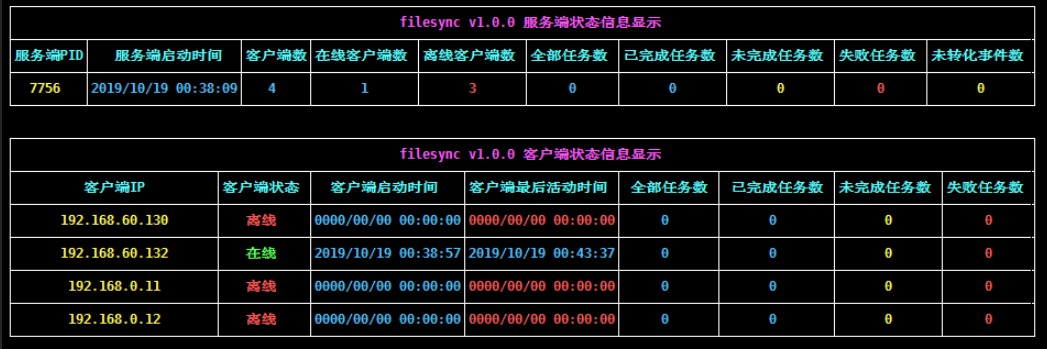 filesync v1.0.0 服务端状态信息显示
服务端PID 服务端启动时间 客户端数 在线客户端数 离线客户端数 全部任务数 已完成任务数 未完成任务数 失败任务数 未转化事件数
7756 2019/10/19 00:38:09 4 1 3 0 0 0 0 0
filesync v1.0.0 客户端状态信息显示
客户端IP 客户端状态 客户端启动时间 客户端最后活动时间 全部任务数 已完成任务数 未完成任务数 失败任务数
192.168.60.130 离线 0000/00/00 00:00:00 0000/00/00 00:00:00 0 0 0 0
192.168.60.132 在线 2019/10/19 00:38:57 2019/10/19 00:43:37 0 0 0 0
192.168.0.11 离线 0000/00/00 00:00:00 0000/00/00 00:00:00 0 0 0 0
192.168.0.12 离线 0000/00/00 00:00:00 0000/00/00 00:00:00 0 0 0 0